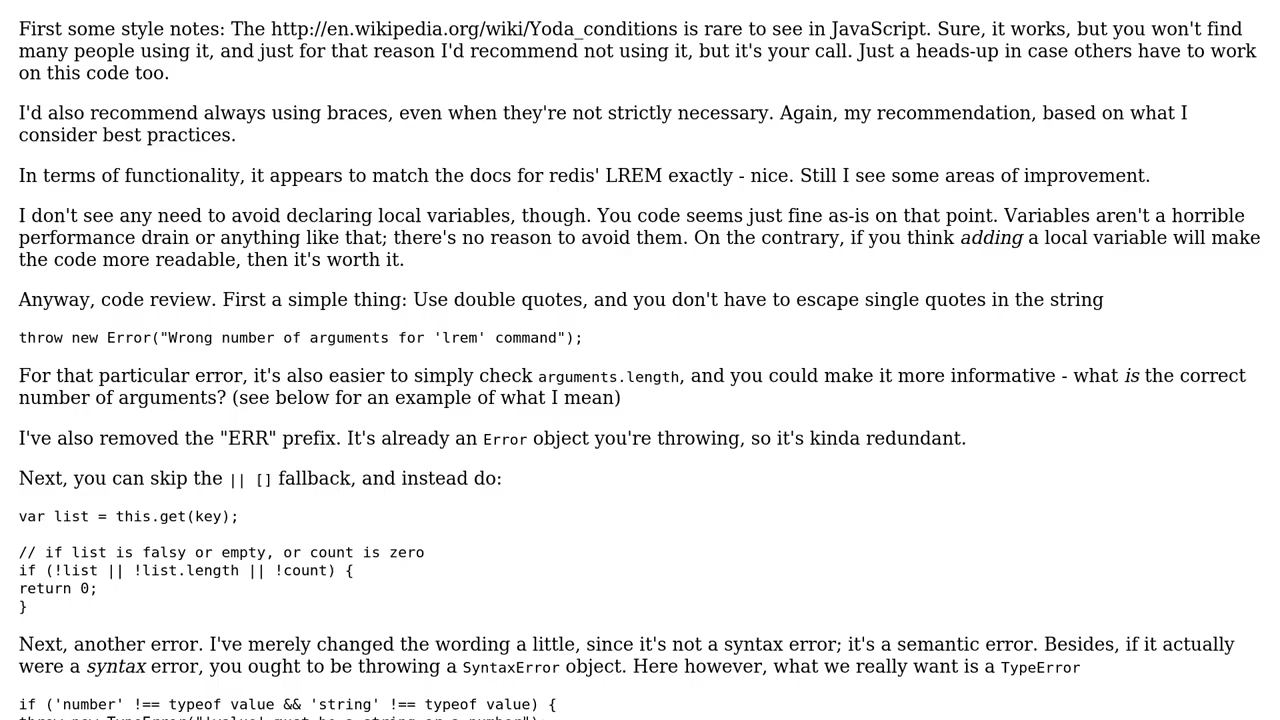 First some style notes: The http://en.wikipedia.org/wiki/Yoda_conditions is rare to see in JavaScript. Sure, it works, but you won't find
many people using it, and just for that reason I'd recommend not using it, but it's your call. Just a heads-up in case others have to work
on this code too.
I'd also recommend always using braces, even when they're not strictly necessary. Again, my recommendation, based on what I
consider best practices.
In terms of functionality, it appears to match the docs for redis' LREM exactly - nice. Still I see some areas of improvement.
I don't see any need to avoid declaring local variables, though. You code seems just fine as-is on that point. Variables aren't a horrible
performance drain or anything like that; there's no reason to avoid them. On the contrary, if you think adding a local variable will make
the code more readable, then it's worth it.
Anyway, code review. First a simple thing: Use double quotes, and you don't have to escape single quotes in the string
throw new Error("Wrong number of arguments for 'lrem' command");
For that particular error, it's also easier to simply check arguments.length, and you could make it more informative - what is the correct
number of arguments? (see below for an example of what I mean)
I've also removed the "ERR" prefix. It's already an Error object you're throwing, so it's kinda redundant.
Next, you can skip the || [] fallback, and instead do:
var list = this.get(key);
// if list is falsy or empty, or count is zero
if (!list || !list.length || !count) {
return 0;
}
Next, another error. I've merely changed the wording a little, since it's not a syntax error; it's a semantic error. Besides, if it actually
were a syntax error, you ought to be throwing a SyntaxError object. Here however, what we really want is a TypeError
if ('number' !== typeof value && 'string' !== typeof value) {
throw new TypeError("'value' must be a string or a number");